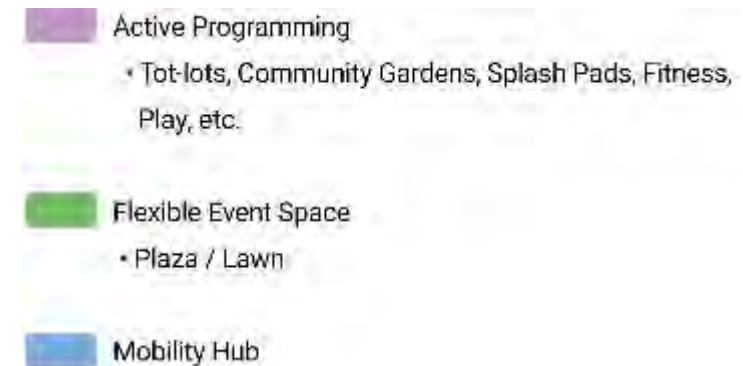 Active Programming
• Tot-lots, Community Gardens, Splash Pads, Fitness,
Play, etc.
Flexible Event Space
• Plaza / Lawn
Mobility Hub